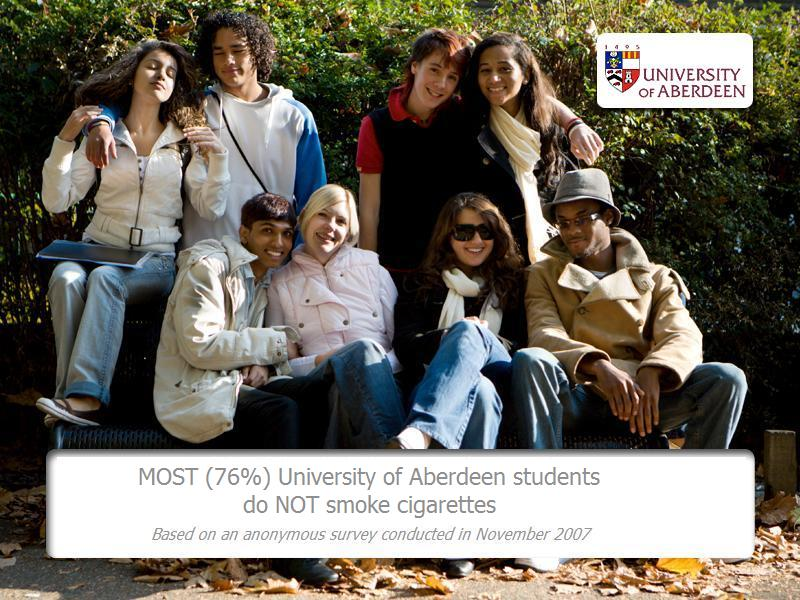 1495
UNIVERSITY
OF ABERDEEN
MOST (76%) University of Aberdeen students
do NOT smoke cigarettes
Based on an anonymous survey conducted in November 2007